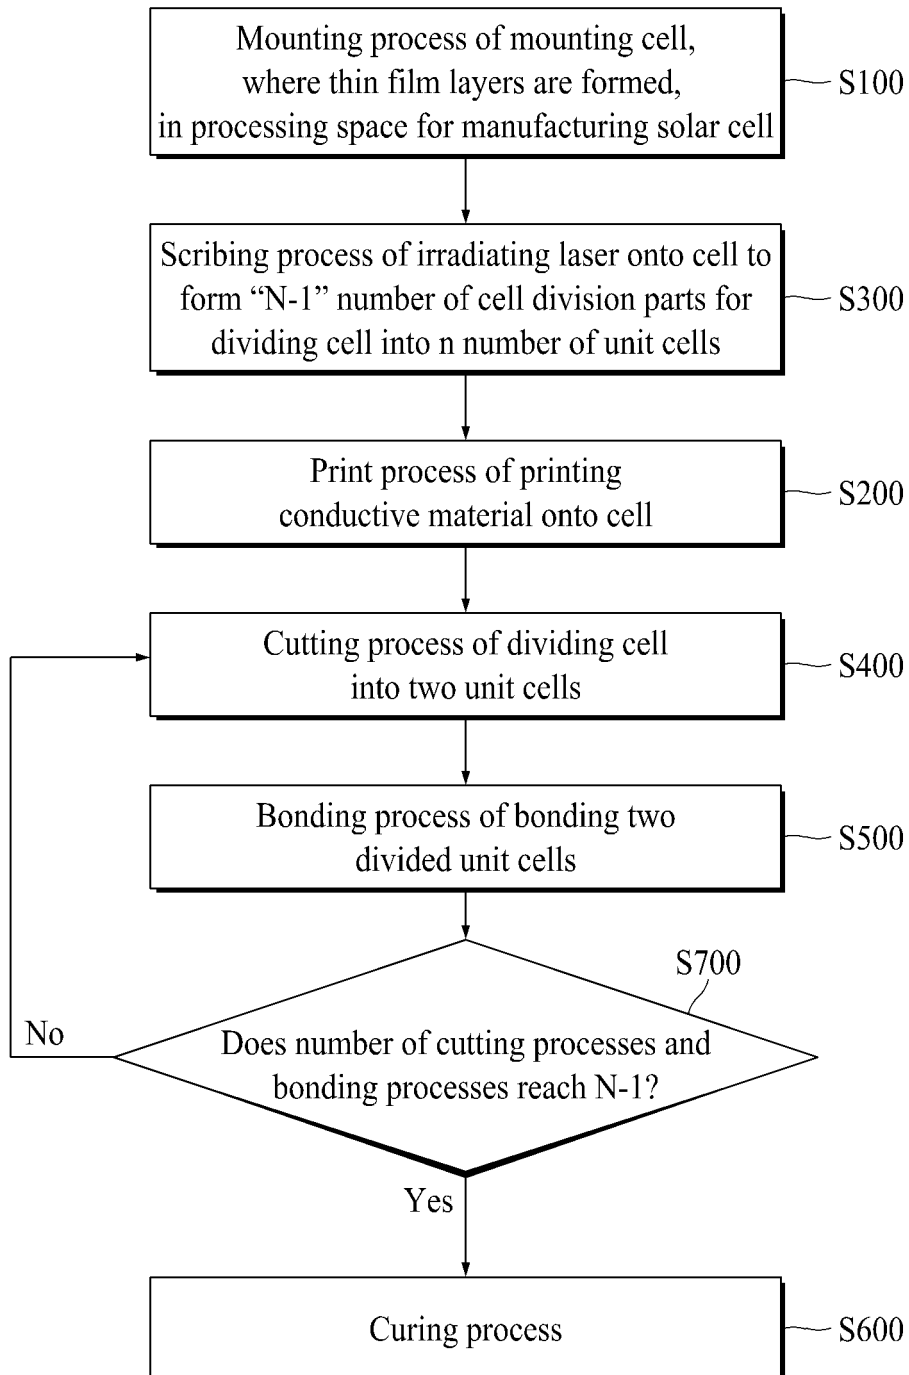 Mounting process of mounting cell,
where thin film layers are formed,
in processing space for manufacturing solar cell
S100
Scribing process of irradiating laser onto cell to
form “N-1” number of cell division parts for
dividing cell into n number of unit cells
S300
Print process of printing
conductive material onto cell
S200
Cutting process of dividing cell
into two unit cells
S400
Bonding process of bonding two
divided unit cells
S500
S700
Does number of cutting processes and
bonding processes reach N-1?
No
Yes
Curing process
S600